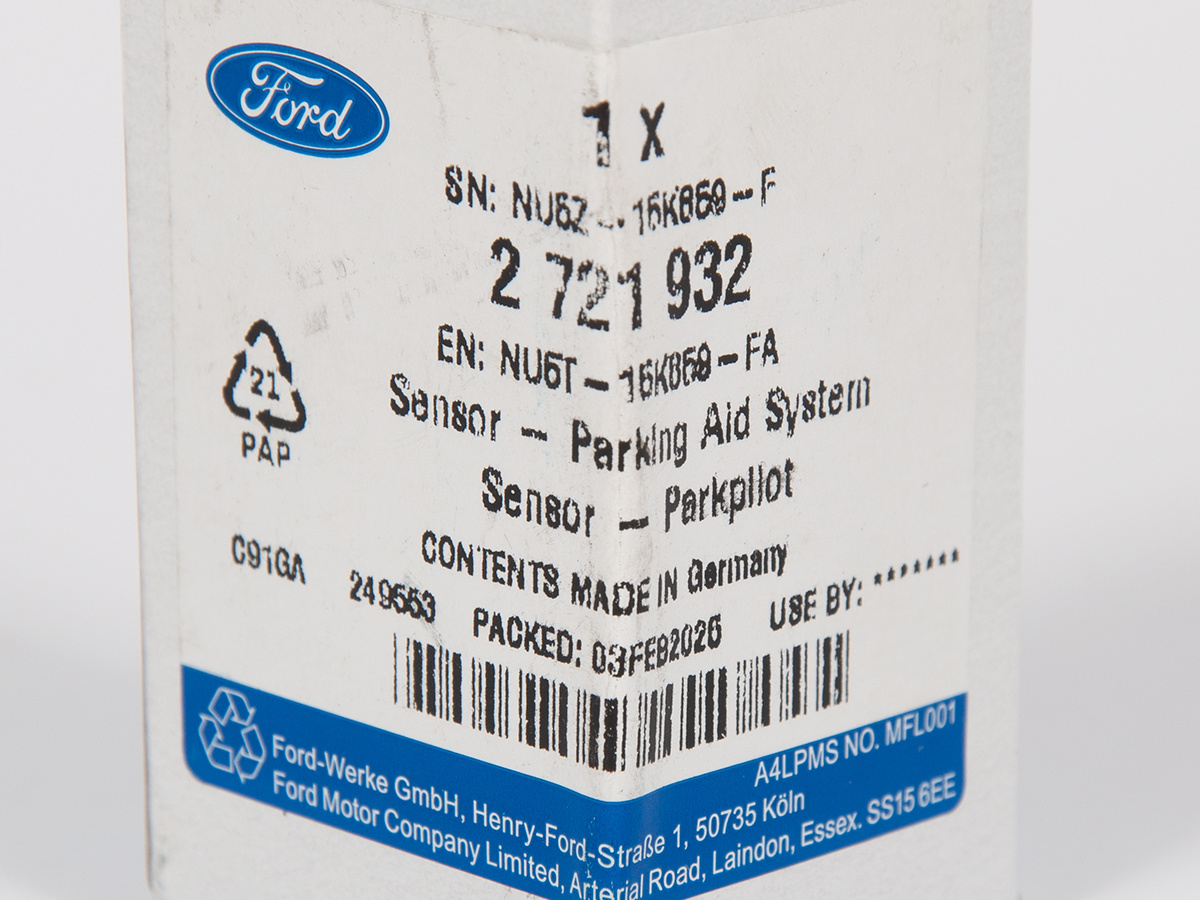 Ford
1 X
SN: NU5Z - 15K859 - F
2 721 932
EN: NU5T - 15K859 - FA
21
PAP
Sensor - Parking Aid System
Sensor - Parkpilot
CONTENTS MADE IN Germany
C91GA 249553 PACKED: 03FEB2025 USE BY: *******
A4LPMS NO. MFL001
Ford-Werke GmbH, Henry-Ford-Straße 1, 50735 Köln
Ford Motor Company Limited, Arterial Road, Laindon, Essex. SS15 6EE